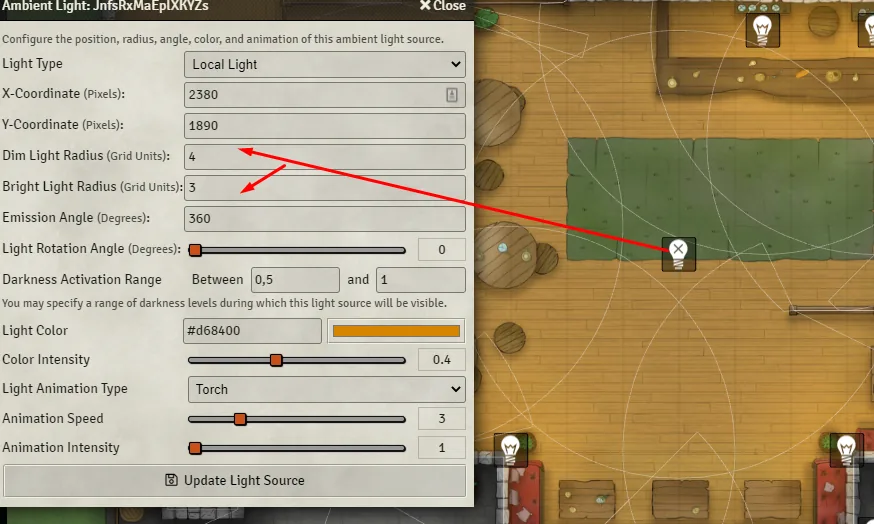 Ambient Light: JnfsRxMaEplXKYZs Close
Configure the position, radius, angle, color, and animation of this ambient light source.
Light Type Local Light
X-Coordinate (Pixels): 2380
Y-Coordinate (Pixels): 1890
Dim Light Radius (Grid Units): 4
Bright Light Radius (Grid Units): 3
Emission Angle (Degrees): 360
Light Rotation Angle (Degrees): 0
Darkness Activation Range Between 0,5 and 1
You may specify a range of darkness levels during which this light source will be visible.
Light Color #d68400
Color Intensity 0.4
Light Animation Type Torch
Animation Speed 3
Animation Intensity 1
Update Light Source